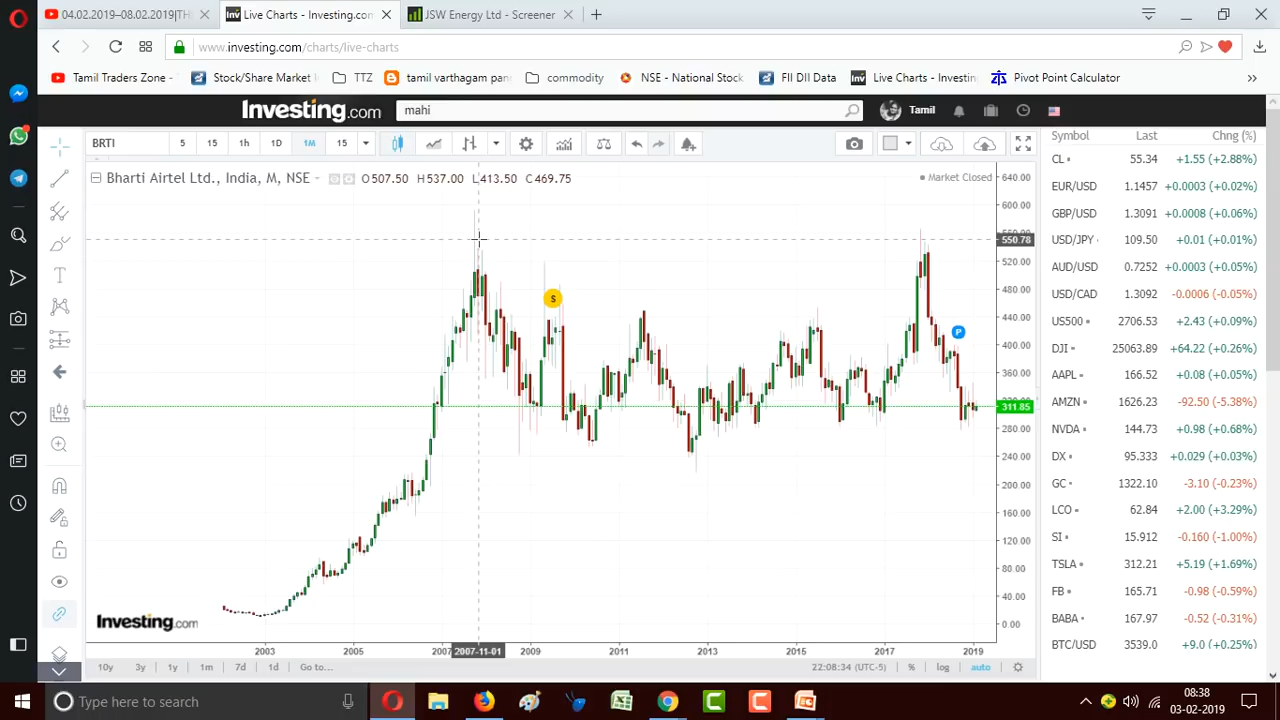 04.02.2019–08.02.2019|TH
Live Charts - Investing.com
JSW Energy Ltd - Screener
www.investing.com/charts/live-charts
Tamil Traders Zone -
Stock/Share Market I
TTZ
tamil varthagam pan
commodity
NSE - National Stock
FII DII Data
Live Charts - Investin
Pivot Point Calculator
Investing.com
mahi
Tamil
BRTI
5
15
1h
1D
1M
15
Bharti Airtel Ltd., India, M, NSE
O507.50 H537.00 L413.50 C469.75
Market Closed
640.00
600.00
550.78
520.00
480.00
440.00
400.00
360.00
311.85
280.00
240.00
200.00
160.00
120.00
80.00
40.00
0.00
S
P
Investing.com
2003
2005
2007
2007-11-01
2009
2011
2013
2015
2017
2019
10y 3y 1y 1m 7d 1d Go to...
22:08:34 (UTC-5) % log auto
Symbol Last Chng (%)
CL 55.34 +1.55 (+2.88%)
EUR/USD 1.1457 +0.0003 (+0.02%)
GBP/USD 1.3091 +0.0008 (+0.06%)
USD/JPY 109.50 +0.01 (+0.01%)
AUD/USD 0.7252 +0.0003 (+0.05%)
USD/CAD 1.3092 -0.0006 (-0.05%)
US500 2706.53 +2.43 (+0.09%)
DJI 25063.89 +64.22 (+0.26%)
AAPL 166.52 +0.08 (+0.05%)
AMZN 1626.23 -92.50 (-5.38%)
NVDA 144.73 +0.98 (+0.68%)
DX 95.333 +0.029 (+0.03%)
GC 1322.10 -3.10 (-0.23%)
LCO 62.84 +2.00 (+3.29%)
SI 15.912 -0.160 (-1.00%)
TSLA 312.21 +5.19 (+1.69%)
FB 165.71 -0.98 (-0.59%)
BABA 167.97 -0.52 (-0.31%)
BTC/USD 3539.0 +9.0 (+0.25%)
Type here to search
08:38
03-02-2019